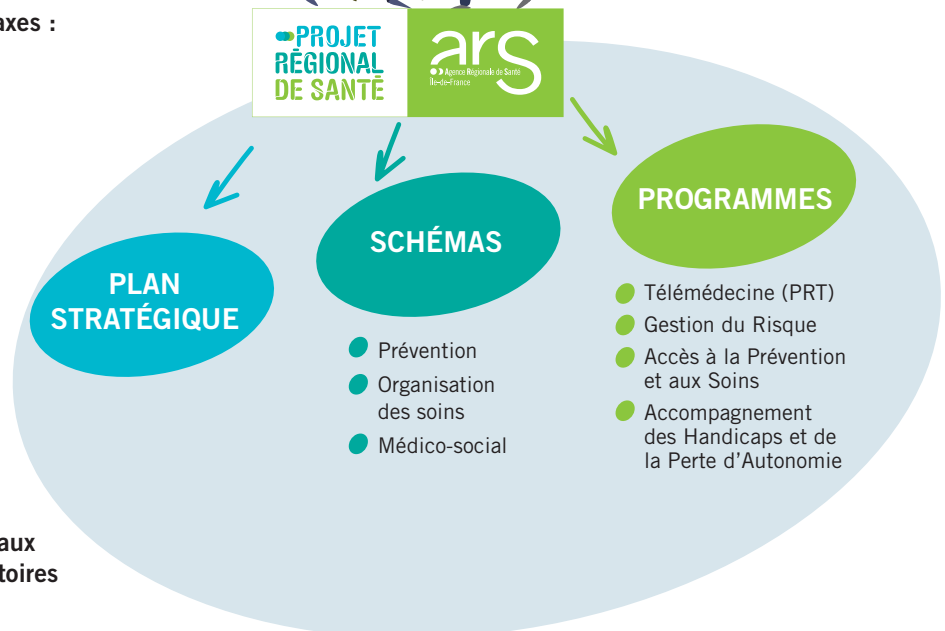 axes :
PROJET
RÉGIONAL
DE SANTÉ
ars
Agence Régionale de Santé
Île-de-France
PLAN
STRATÉGIQUE
SCHÉMAS
Prévention
Organisation
des soins
Médico-social
PROGRAMMES
Télémédecine (PRT)
Gestion du Risque
Accès à la Prévention
et aux Soins
Accompagnement
des Handicaps et de
la Perte d'Autonomie
aux
toires